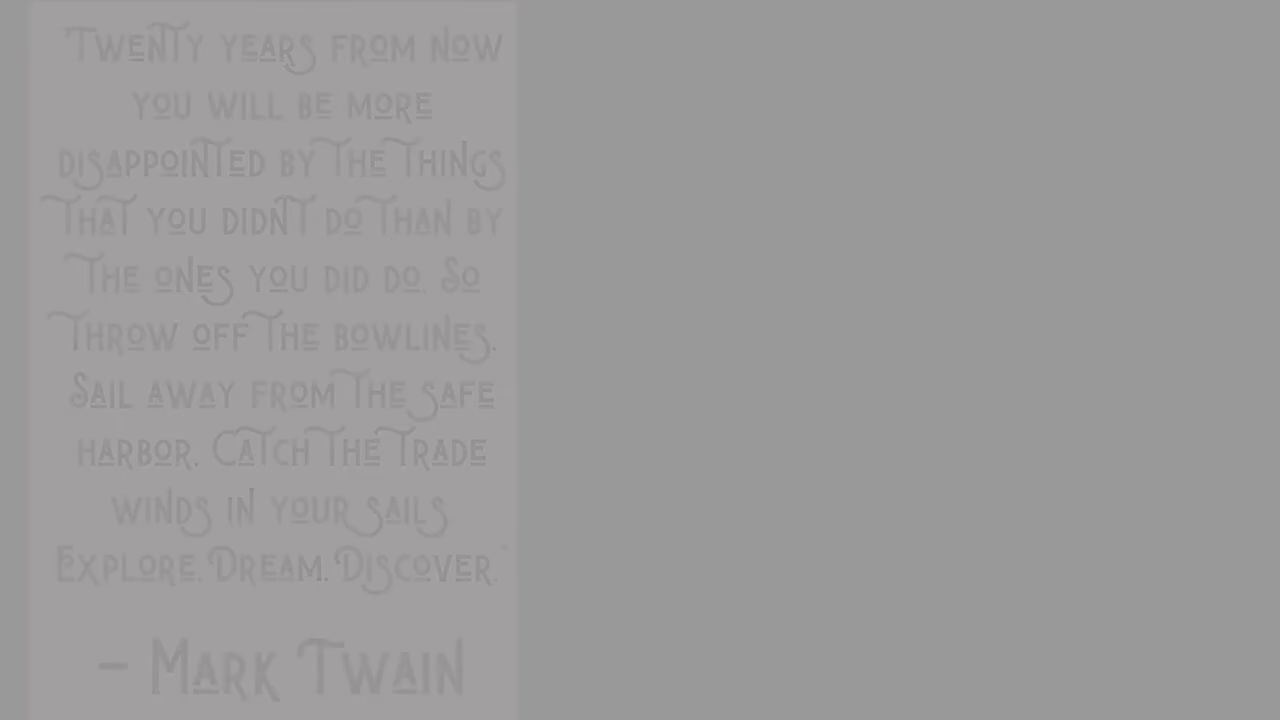 Twenty years from now
you will be more
disappointed by the things
that you didn't do than by
the ones you did do. So
throw off the bowlines.
Sail away from the safe
harbor. Catch the trade
winds in your sails.
Explore. Dream. Discover."
– Mark Twain